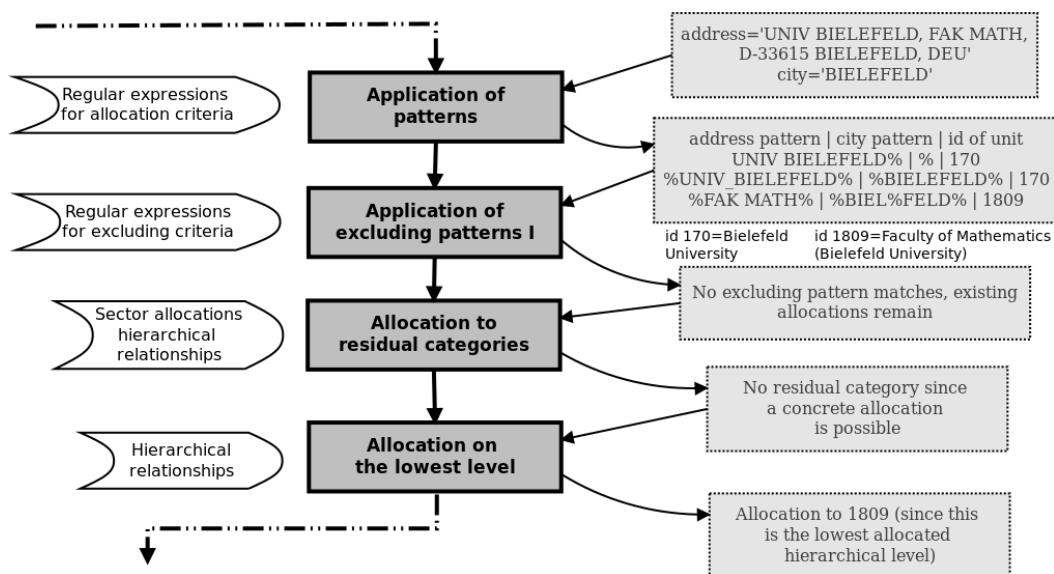 address='UNIV BIELEFELD, FAK MATH,
D-33615 BIELEFELD, DEU'
city='BIELEFELD'
Regular expressions
for allocation criteria
Application of
patterns
address pattern | city pattern | id of unit
UNIV BIELEFELD% | % | 170
%UNIV_BIELEFELD% | %BIELEFELD% | 170
%FAK MATH% | %BIEL%FELD% | 1809
Regular expressions
for excluding criteria
Application of
excluding patterns I
id 170=Bielefeld
University
id 1809=Faculty of Mathematics
(Bielefeld University)
No excluding pattern matches, existing
allocations remain
Sector allocations
hierarchical
relationships
Allocation to
residual categories
No residual category since
a concrete allocation
is possible
Hierarchical
relationships
Allocation on
the lowest level
Allocation to 1809 (since this
is the lowest allocated
hierarchical level)